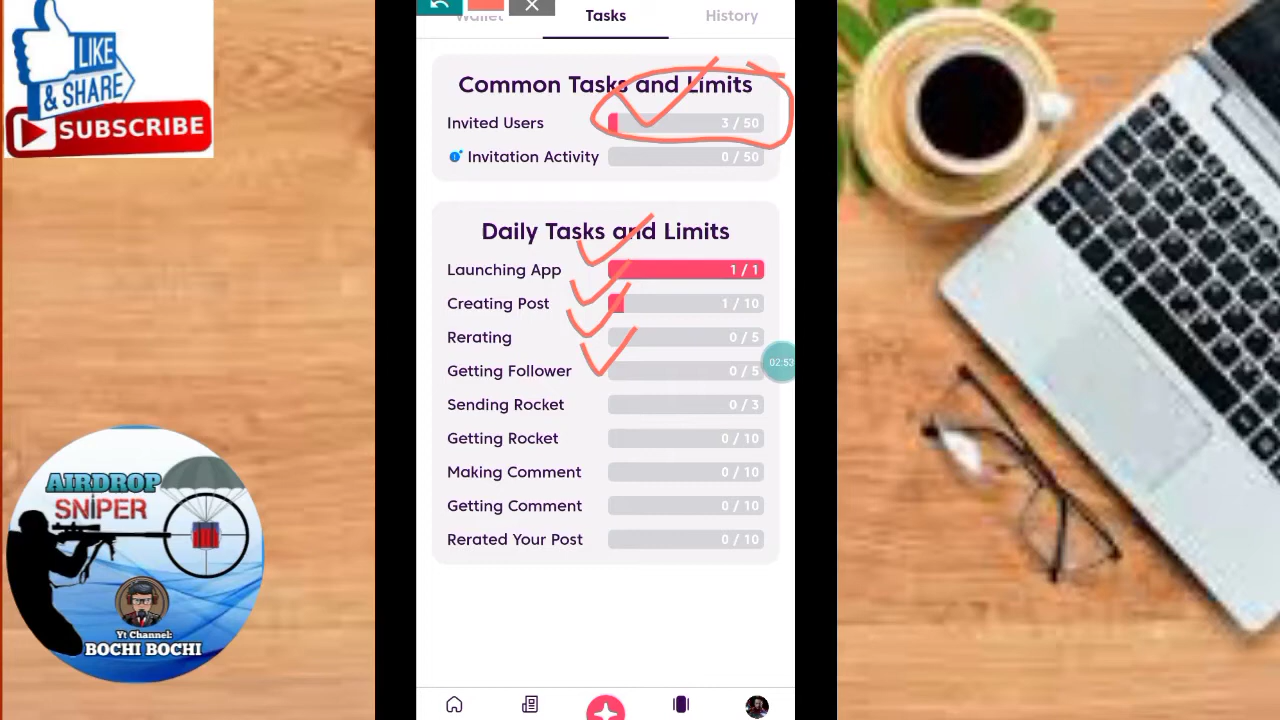 LIKE
& SHARE
SUBSCRIBE
Wallet
Tasks
History
Common Tasks and Limits
Invited Users
3 / 50
Invitation Activity
0 / 50
Daily Tasks and Limits
Launching App
1 / 1
Creating Post
1 / 10
Rerating
0 / 5
Getting Follower
0 / 5
02:53
Sending Rocket
0 / 3
Getting Rocket
0 / 10
Making Comment
0 / 10
Getting Comment
0 / 10
Rerated Your Post
0 / 10
AIRDROP
SNIPER
Yt Channel:
BOCHI BOCHI